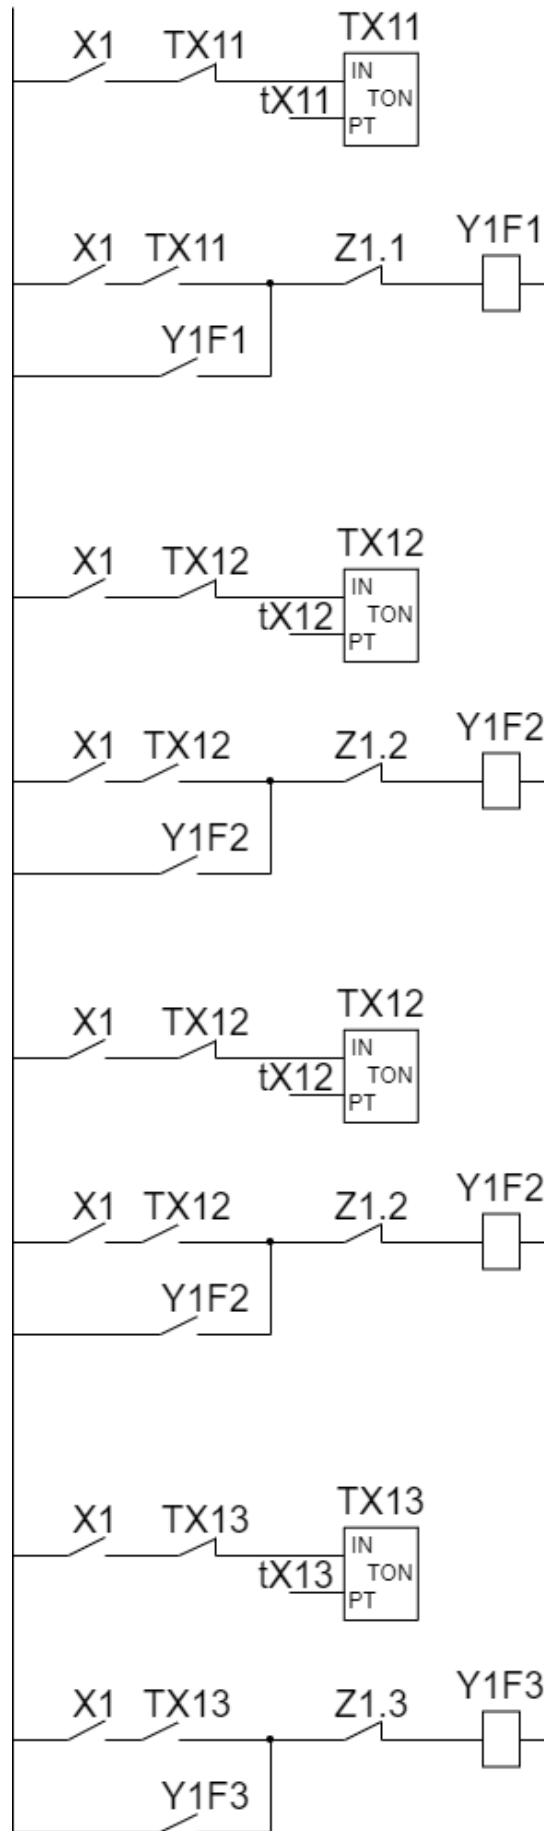 TX11
X1 TX11
IN
TON
tX11
PT
Y1F1
X1 TX11 Z1.1
Y1F1
TX12
X1 TX12
IN
TON
tX12
PT
Y1F2
X1 TX12 Z1.2
Y1F2
TX12
X1 TX12
IN
TON
tX12
PT
Y1F2
X1 TX12 Z1.2
Y1F2
TX13
X1 TX13
IN
TON
tX13
PT
Y1F3
X1 TX13 Z1.3
Y1F3